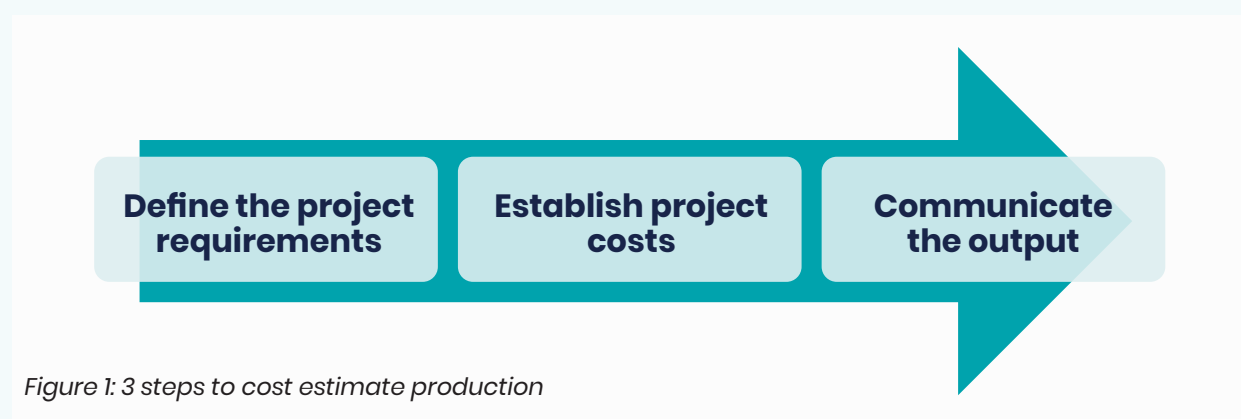 Define the project
requirements
Establish project
costs
Communicate
the output
Figure 1: 3 steps to cost estimate production